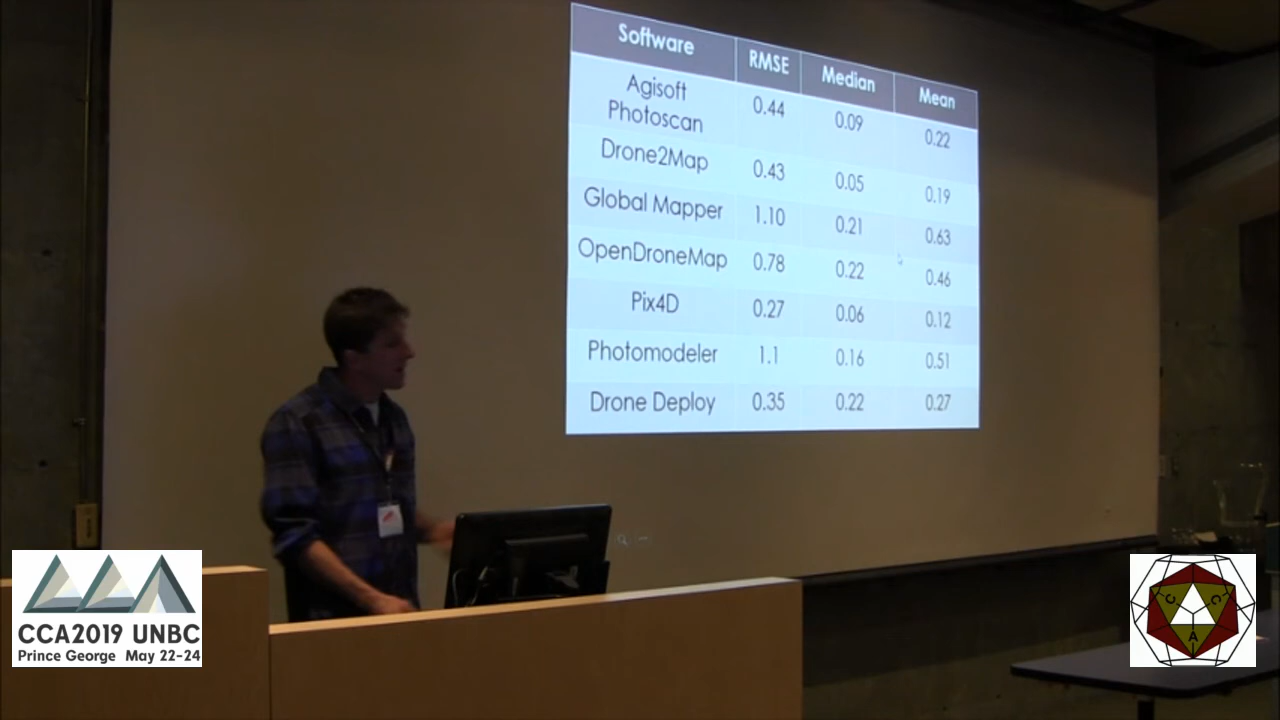 Software RMSE Median Mean
Agisoft
Photoscan 0.44 0.09 0.22
Drone2Map 0.43 0.05 0.19
Global Mapper 1.10 0.21 0.63
OpenDroneMap 0.78 0.22 0.46
Pix4D 0.27 0.06 0.12
Photomodeler 1.1 0.16 0.51
Drone Deploy 0.35 0.22 0.27
CCA2019 UNBC
Prince George May 22-24
C C A